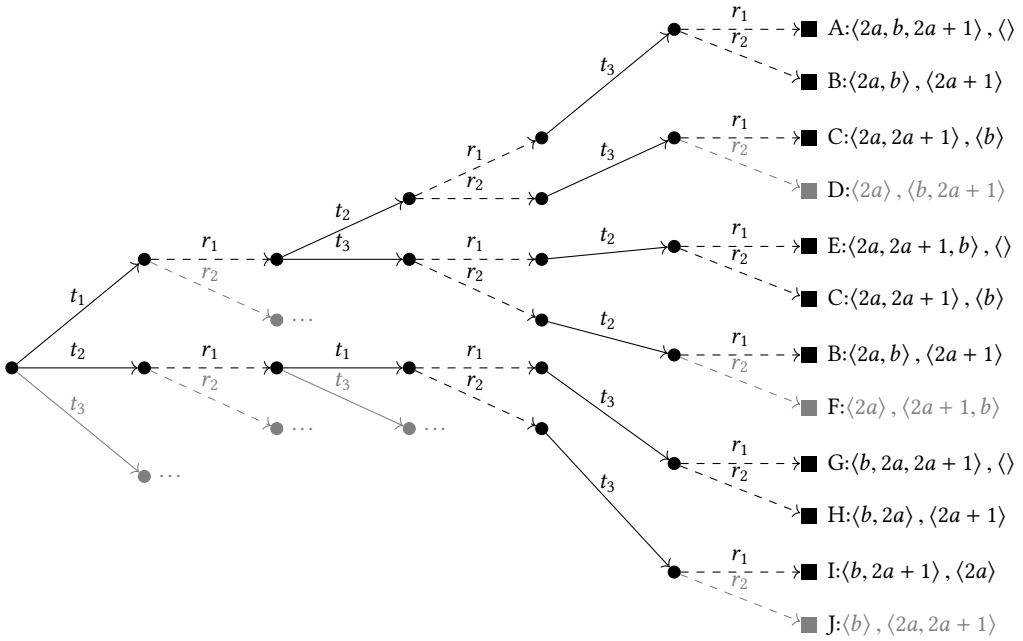 r₁
A:⟨2a, b, 2a + 1⟩ , ⟨⟩
r₂
t₃
B:⟨2a, b⟩ , ⟨2a + 1⟩
r₁
C:⟨2a, 2a + 1⟩ , ⟨b⟩
r₂
r₁
t₃
r₂
D:⟨2a⟩ , ⟨b, 2a + 1⟩
t₂
r₁
E:⟨2a, 2a + 1, b⟩ , ⟨⟩
r₁
t₃
r₁
t₂
r₂
r₂
r₂
t₁
C:⟨2a, 2a + 1⟩ , ⟨b⟩
...
t₂
r₁
B:⟨2a, b⟩ , ⟨2a + 1⟩
t₂
r₁
t₁
r₁
r₂
r₂
t₃
r₂
t₃
t₃
F:⟨2a⟩ , ⟨2a + 1, b⟩
...
...
r₁
G:⟨b, 2a, 2a + 1⟩ , ⟨⟩
...
r₂
t₃
H:⟨b, 2a⟩ , ⟨2a + 1⟩
r₁
I:⟨b, 2a + 1⟩ , ⟨2a⟩
r₂
J:⟨b⟩ , ⟨2a, 2a + 1⟩